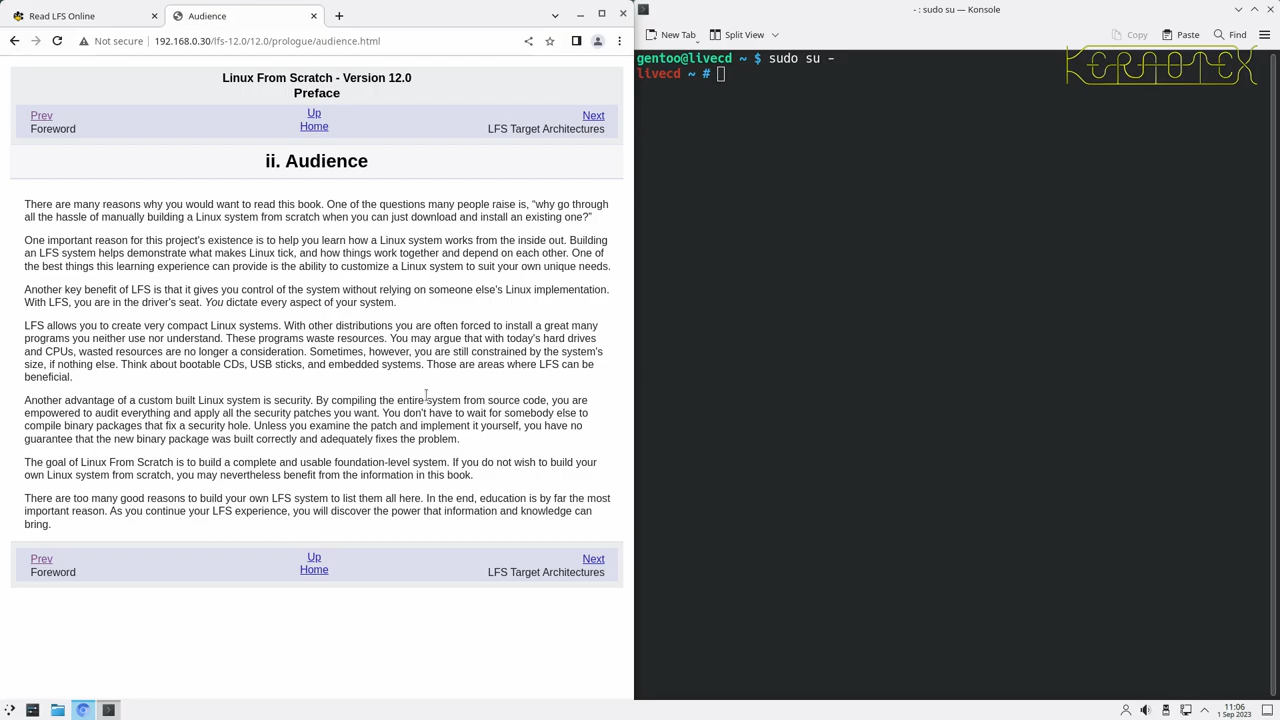 Read LFS Online
Audience
Not secure
192.168.0.30/lfs-12.0/12.0/prologue/audience.html
Linux From Scratch - Version 12.0
Preface
Prev
Up
Next
Foreword
Home
LFS Target Architectures
ii. Audience
There are many reasons why you would want to read this book. One of the questions many people raise is, “why go through
all the hassle of manually building a Linux system from scratch when you can just download and install an existing one?”
One important reason for this project's existence is to help you learn how a Linux system works from the inside out. Building
an LFS system helps demonstrate what makes Linux tick, and how things work together and depend on each other. One of
the best things this learning experience can provide is the ability to customize a Linux system to suit your own unique needs.
Another key benefit of LFS is that it gives you control of the system without relying on someone else's Linux implementation.
With LFS, you are in the driver's seat. You dictate every aspect of your system.
LFS allows you to create very compact Linux systems. With other distributions you are often forced to install a great many
programs you neither use nor understand. These programs waste resources. You may argue that with today's hard drives
and CPUs, wasted resources are no longer a consideration. Sometimes, however, you are still constrained by the system's
size, if nothing else. Think about bootable CDs, USB sticks, and embedded systems. Those are areas where LFS can be
beneficial.
Another advantage of a custom built Linux system is security. By compiling the entire system from source code, you are
empowered to audit everything and apply all the security patches you want. You don't have to wait for somebody else to
compile binary packages that fix a security hole. Unless you examine the patch and implement it yourself, you have no
guarantee that the new binary package was built correctly and adequately fixes the problem.
The goal of Linux From Scratch is to build a complete and usable foundation-level system. If you do not wish to build your
own Linux system from scratch, you may nevertheless benefit from the information in this book.
There are too many good reasons to build your own LFS system to list them all here. In the end, education is by far the most
important reason. As you continue your LFS experience, you will discover the power that information and knowledge can
bring.
Prev
Up
Next
Foreword
Home
LFS Target Architectures
- : sudo su — Konsole
New Tab
Split View
Copy
Paste
Find
gentoo@livecd ~ $ sudo su -
livecd ~ #
KERNOTEX
11:06
1 Sep 2023